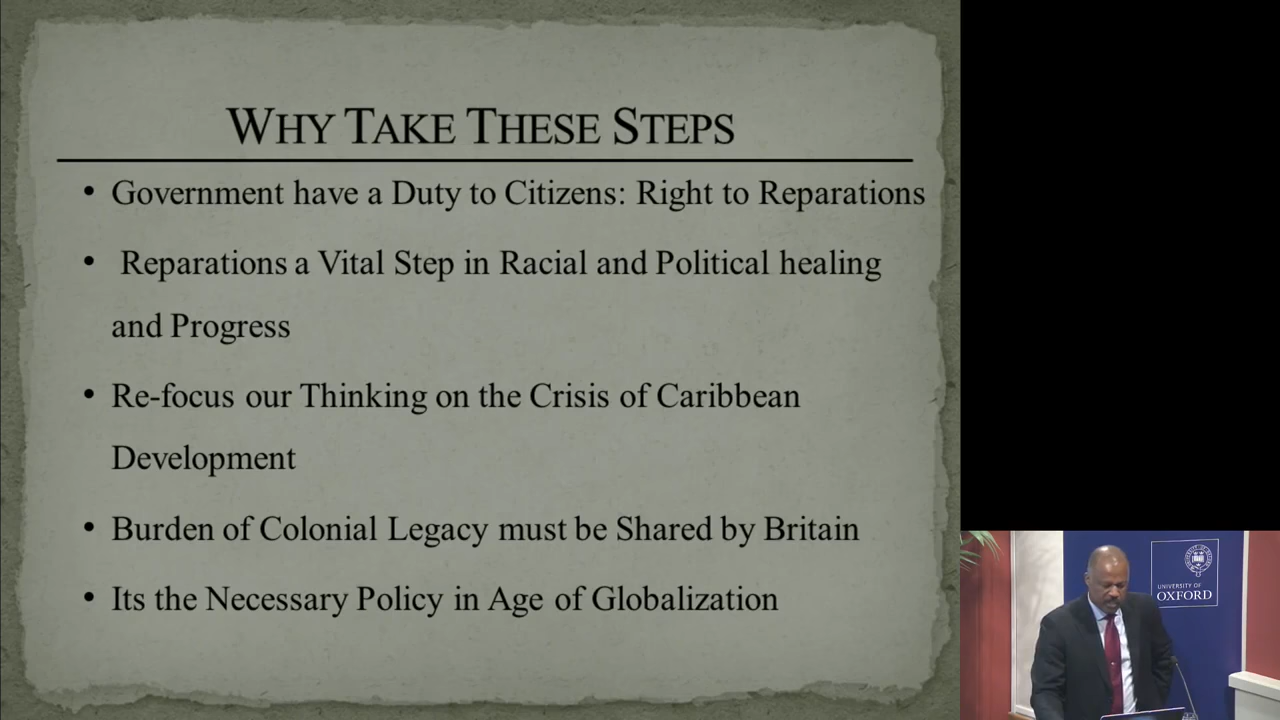 WHY TAKE THESE STEPS
• Government have a Duty to Citizens: Right to Reparations
• Reparations a Vital Step in Racial and Political healing
and Progress
• Re-focus our Thinking on the Crisis of Caribbean
Development
• Burden of Colonial Legacy must be Shared by Britain
• Its the Necessary Policy in Age of Globalization
UNIVERSITY OF
OXFORD